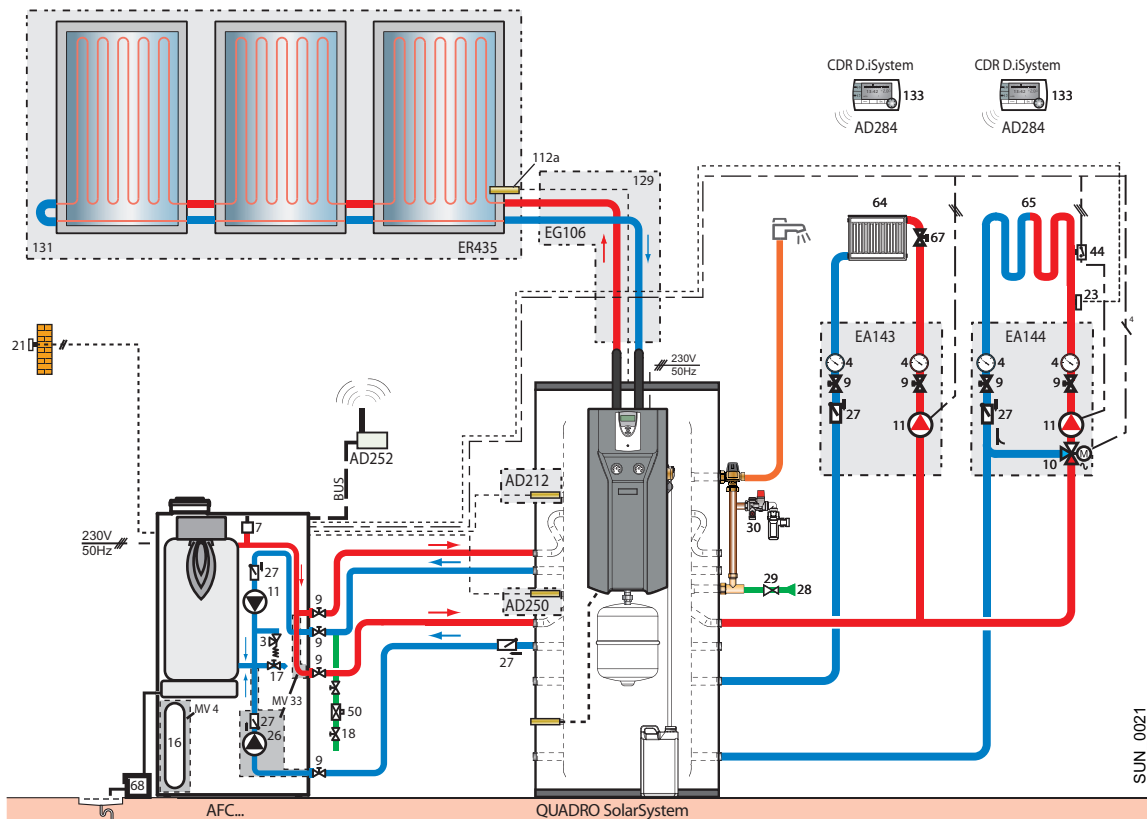 CDR D.iSystem
CDR D.iSystem
133
133
AD284
AD284
112a
129
EG106
131
ER435
64
65
67
44
23
4
21
EA143
EA144
230V
50Hz
4
4
4
4
9
9
9
9
27
27
11
11
10
M
AD252
BUS
AD212
30
7
230V
50Hz
27
11
9
29
28
AD250
3
9
9
27
17
MV 4
MV 33
50
27
18
16
26
9
68
AFC...
QUADRO SolarSystem
SUN 0021